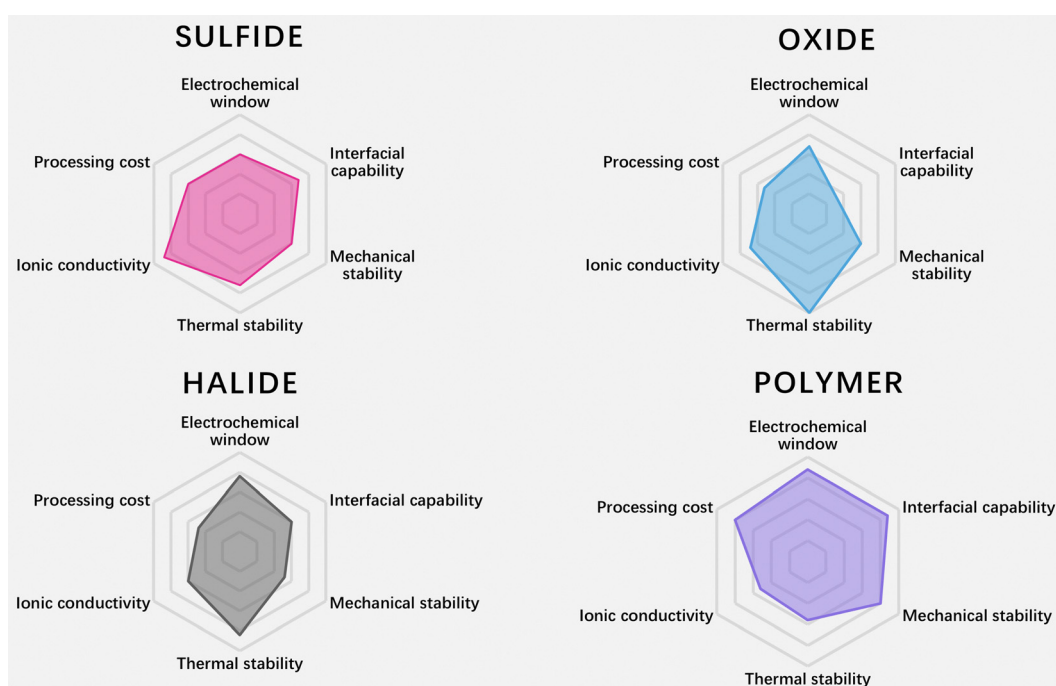 SULFIDE
Electrochemical
window
Processing cost
Interfacial
capability
Ionic conductivity
Mechanical
stability
Thermal stability
OXIDE
Electrochemical
window
Processing cost
Interfacial
capability
Ionic conductivity
Mechanical
stability
Thermal stability
HALIDE
Electrochemical
window
Processing cost
Interfacial capability
Ionic conductivity
Mechanical stability
Thermal stability
POLYMER
Electrochemical
window
Processing cost
Interfacial capability
Ionic conductivity
Mechanical stability
Thermal stability